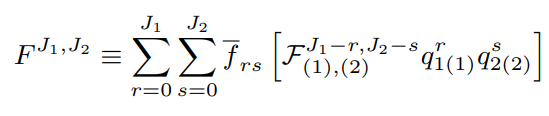 $F^{J_1,J_2} \equiv \sum_{r=0}^{J_1} \sum_{s=0}^{J_2} \overline{f}_{rs} \left[ \mathcal{F}_{(1),(2)}^{J_1-r,J_2-s} q_{1(1)}^{r} q_{2(2)}^{s} \right]$